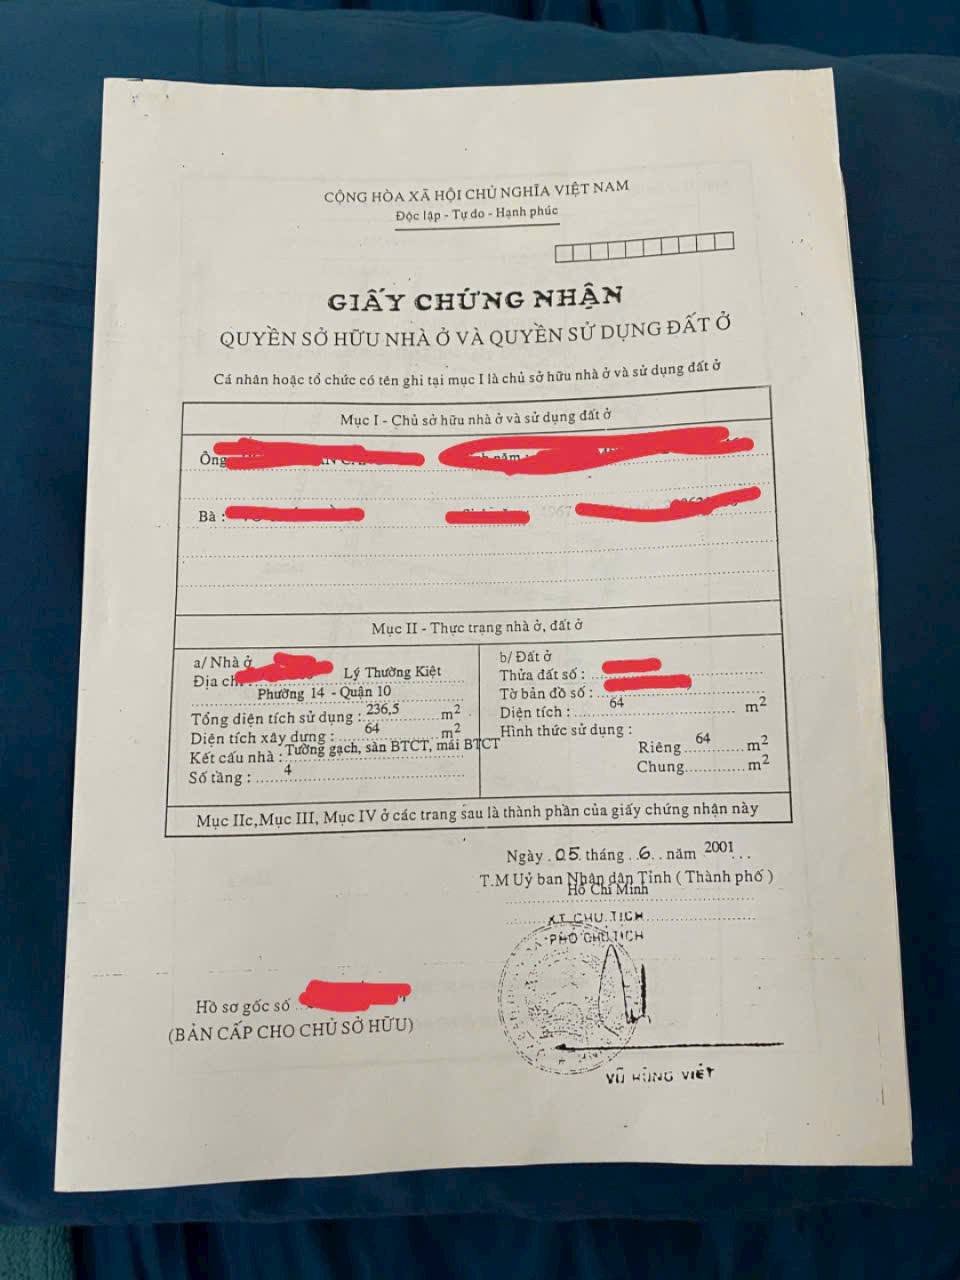 CỘNG HÒA XÃ HỘI CHỦ NGHĨA VIỆT NAM
Độc lập - Tự do - Hạnh phúc
GIẤY CHỨNG NHẬN
QUYỀN SỞ HỮU NHÀ Ở VÀ QUYỀN SỬ DỤNG ĐẤT Ở
Cá nhân hoặc tổ chức có tên ghi tại mục I là chủ sở hữu nhà ở và sử dụng đất ở
Mục I - Chủ sở hữu nhà ở và sử dụng đất ở
Ông
Bà :
Mục II - Thực trạng nhà ở, đất ở
a/ Nhà ở
Địa ch Lý Thường Kiệt
Phường 14 - Quận 10
Tổng diện tích sử dụng : 236,5 m²
Diện tích xây dựng : 64 m²
Kết cấu nhà : Tường gạch, sàn BTCT, mái BTCT
Số tầng : 4
b/ Đất ở
Thửa đất số :
Tờ bản đồ số :
Diện tích : 64 m²
Hình thức sử dụng :
Riêng 64 m²
Chung m²
Mục IIc,Mục III, Mục IV ở các trang sau là thành phần của giấy chứng nhận này
Ngày 05 tháng 6 năm 2001
T.M Uỷ ban Nhân dân Tỉnh ( Thành phố )
Hồ Chí Minh
KT CHỦ TỊCH
PHÓ CHỦ TỊCH
VŨ HÙNG VIỆT
Hồ sơ gốc số
(BẢN CẤP CHO CHỦ SỞ HỮU)